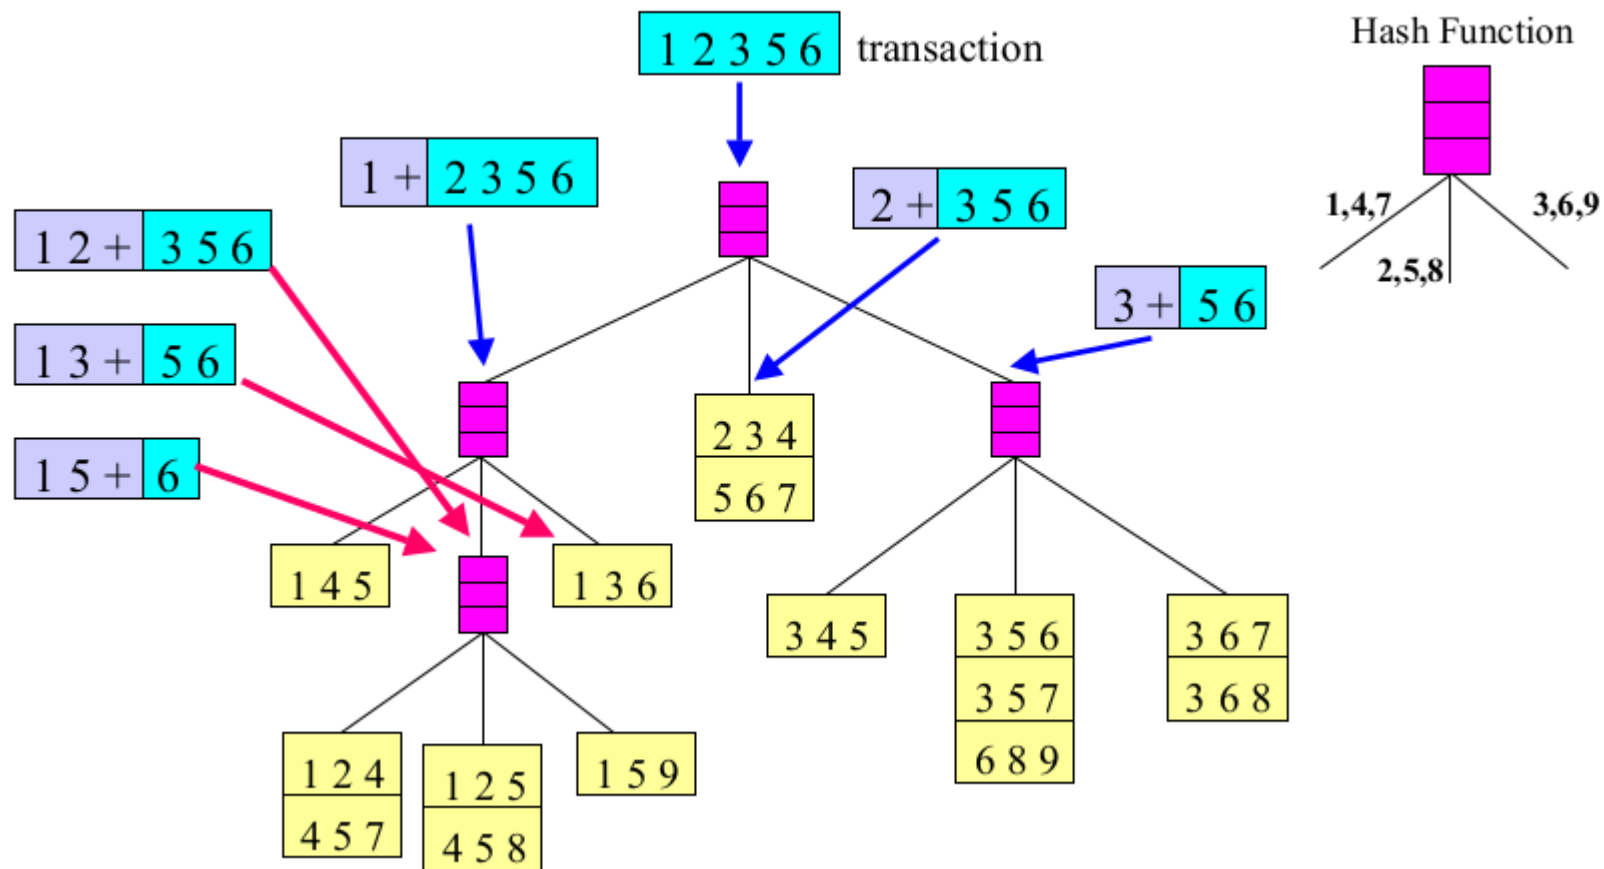 1 2 3 5 6 transaction
Hash Function
1 + 2 3 5 6
2 + 3 5 6
1,4,7
3,6,9
1 2 + 3 5 6
2,5,8
3 + 5 6
1 3 + 5 6
2 3 4
1 5 + 6
5 6 7
1 4 5
1 3 6
3 4 5
3 5 6
3 6 7
3 5 7
3 6 8
6 8 9
1 2 4
1 2 5
1 5 9
4 5 7
4 5 8